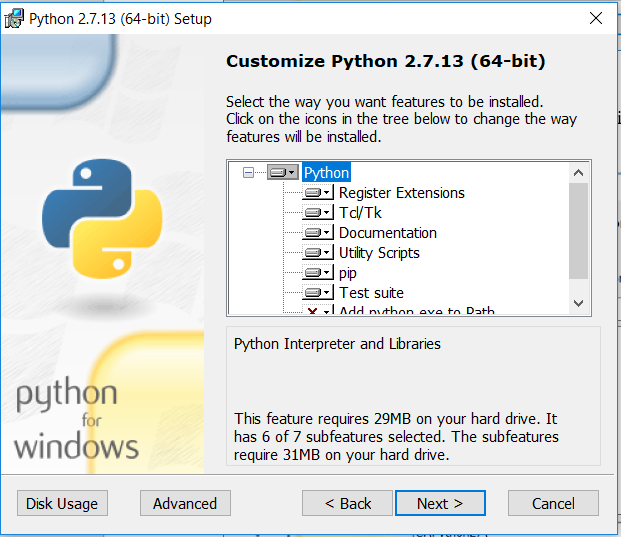 Python 2.7.13 (64-bit) Setup
Customize Python 2.7.13 (64-bit)
Select the way you want features to be installed.
Click on the icons in the tree below to change the way
features will be installed.
Python
Register Extensions
Tcl/Tk
Documentation
Utility Scripts
pip
Test suite
Add python.exe to Path
Python Interpreter and Libraries
This feature requires 29MB on your hard drive. It
has 6 of 7 subfeatures selected. The subfeatures
require 31MB on your hard drive.
python
for
windows
Disk Usage
Advanced
< Back
Next >
Cancel